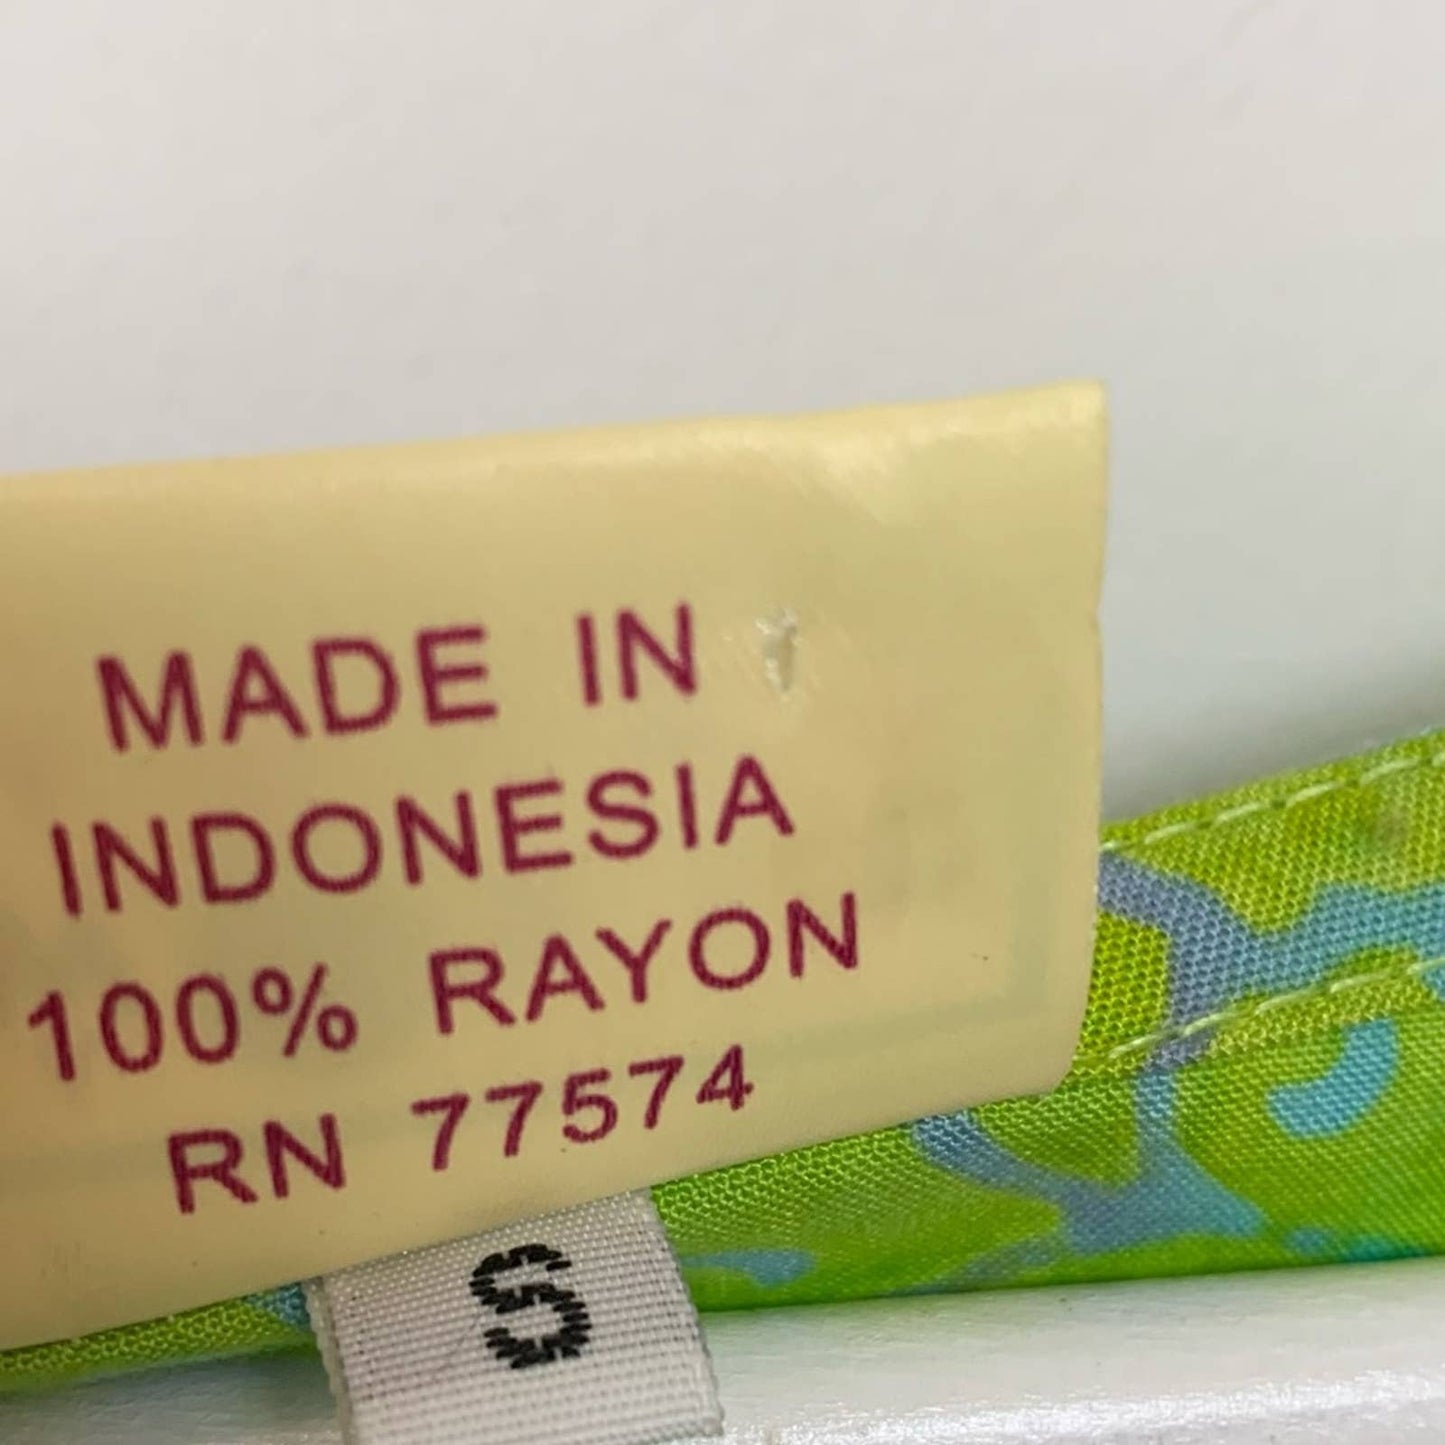 MADE IN
INDONESIA
100% RAYON
RN 77574
S